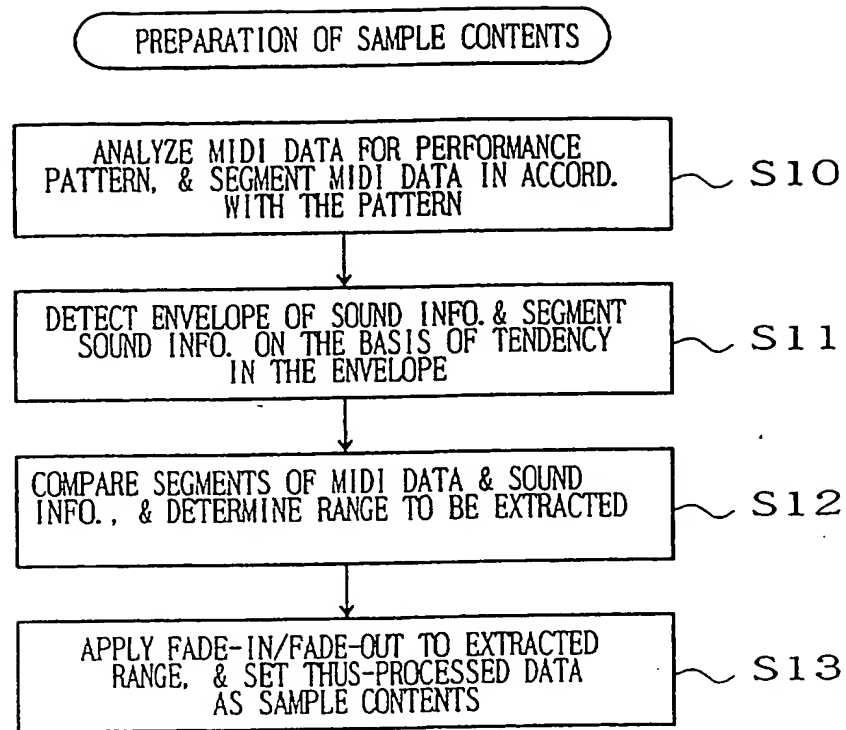 PREPARATION OF SAMPLE CONTENTS
ANALYZE MIDI DATA FOR PERFORMANCE
PATTERN, & SEGMENT MIDI DATA IN ACCORD.
WITH THE PATTERN
S10
DETECT ENVELOPE OF SOUND INFO. & SEGMENT
SOUND INFO. ON THE BASIS OF TENDENCY
IN THE ENVELOPE
S11
COMPARE SEGMENTS OF MIDI DATA & SOUND
INFO., & DETERMINE RANGE TO BE EXTRACTED
S12
APPLY FADE-IN/FADE-OUT TO EXTRACTED
RANGE, & SET THUS-PROCESSED DATA
AS SAMPLE CONTENTS
S13